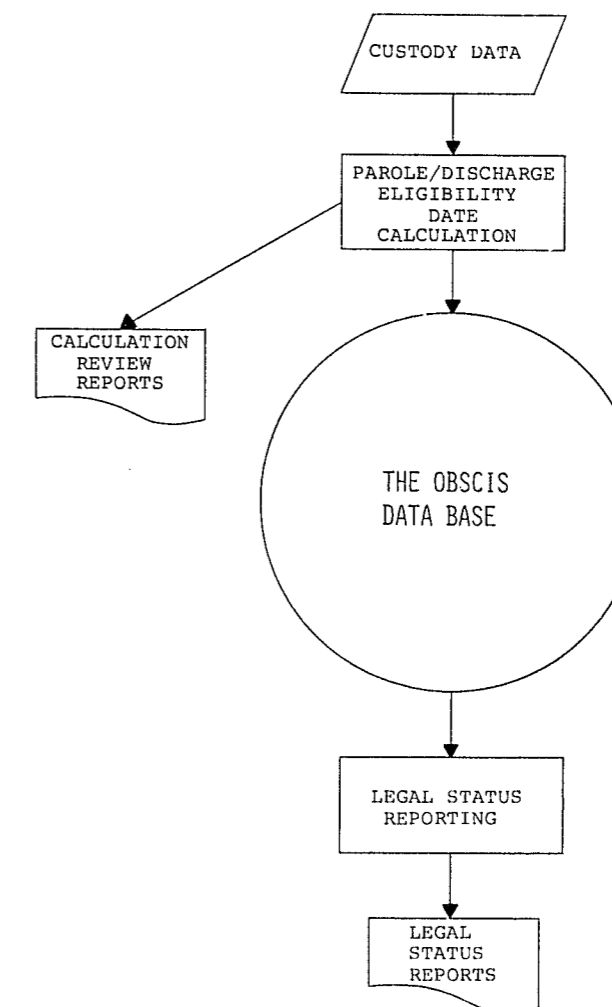 CUSTODY DATA
PAROLE/DISCHARGE
ELIGIBILITY
DATE
CALCULATION
CALCULATION
REVIEW
REPORTS
THE OBSCIS
DATA BASE
LEGAL STATUS
REPORTING
LEGAL
STATUS
REPORTS